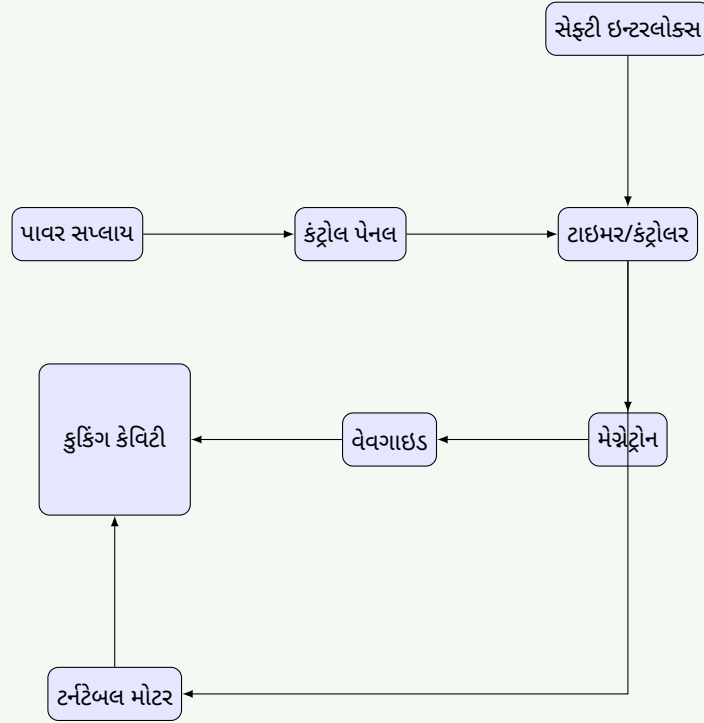 સેફ્ટી ઇન્ટરલોક્સ
પાવર સપ્લાય
કંટ્રોલ પેનલ
ટાઇમર/કંટ્રોલર
કુકિંગ કેવિટી
વેવગાઇડ
મેગ્નેટ્રોન
ટર્નટેબલ મોટર